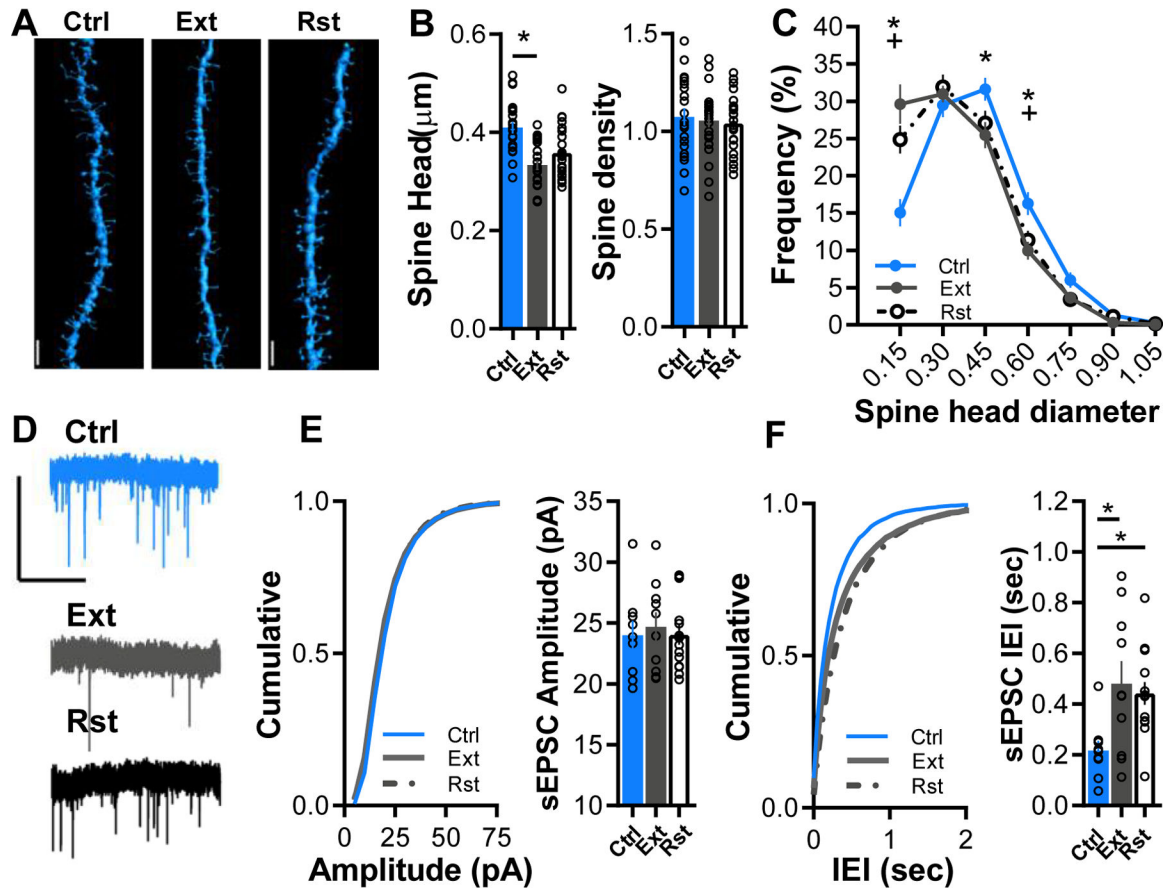 A
Ctrl
Ext
Rst
B
Spine Head(μm)
0.6
0.4
0.2
0.0
*
Ctrl
Ext
Rst
Spine density
1.5
1.0
0.5
0.0
Ctrl
Ext
Rst
C
Frequency (%)
40
35
30
25
20
15
10
5
0
*
+
*
*
+
Ctrl
Ext
Rst
0.15
0.30
0.45
0.60
0.75
0.90
1.05
Spine head diameter
D
Ctrl
Ext
Rst
E
Cumulative
1.0
0.5
0.0
Ctrl
Ext
Rst
0
25
50
75
Amplitude (pA)
sEPSC Amplitude (pA)
35
30
25
20
15
10
Ctrl
Ext
Rst
F
Cumulative
1.0
0.5
0.0
Ctrl
Ext
Rst
0
1
2
IEI (sec)
sEPSC IEI (sec)
1.2
1.0
0.8
0.6
0.4
0.2
0.0
*
*
Ctrl
Ext
Rst